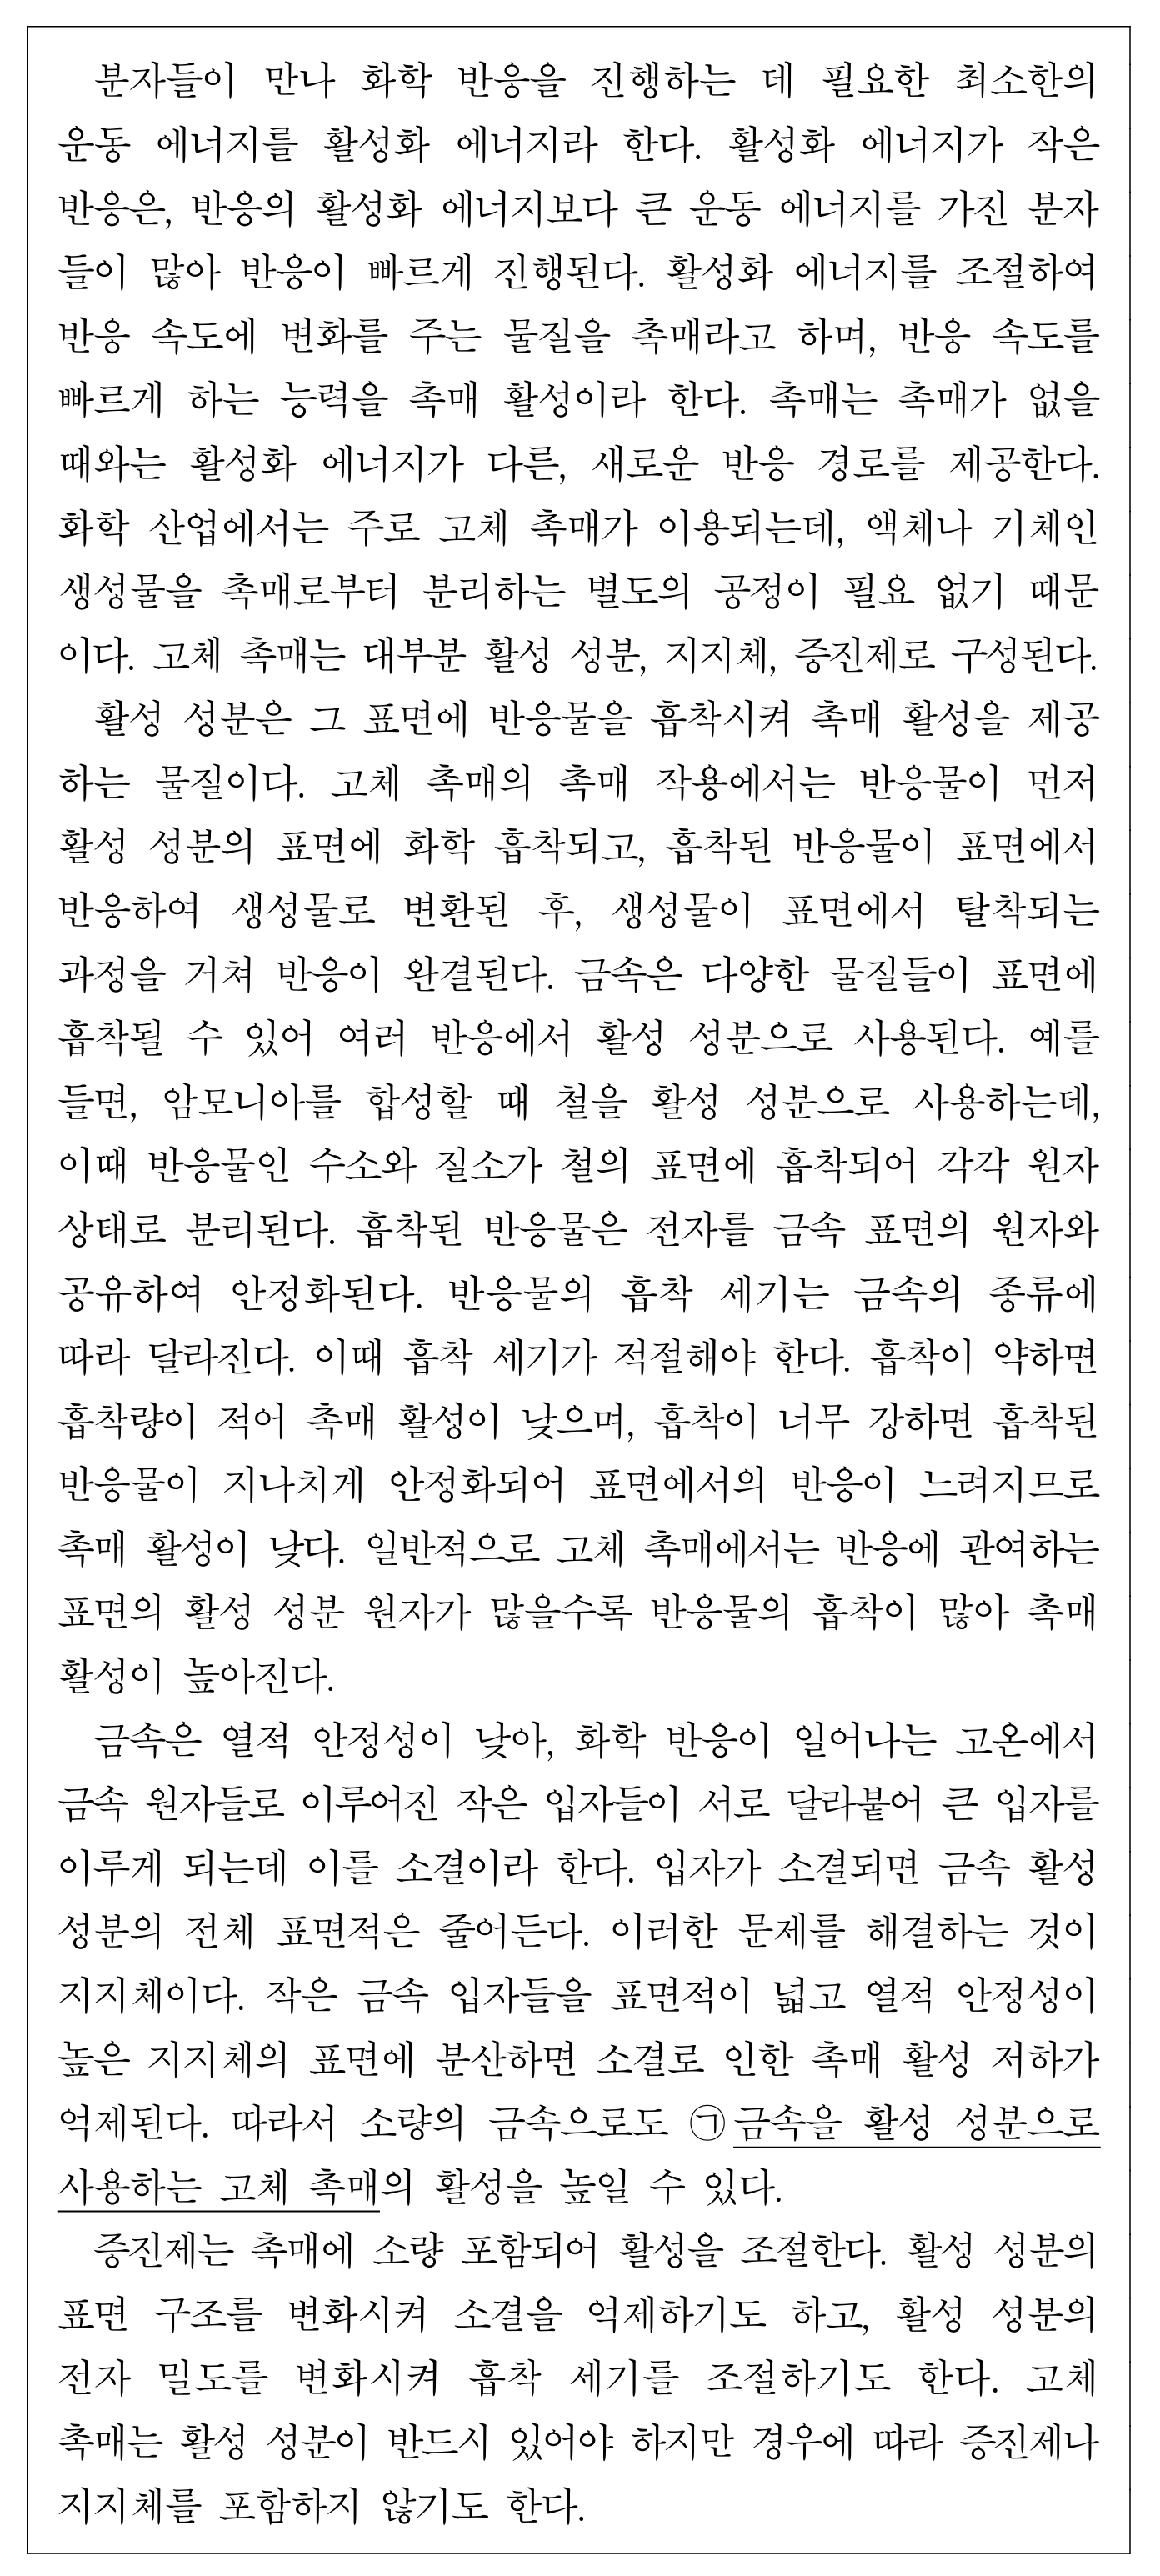 분자들이 만나 화학 반응을 진행하는 데 필요한 최소한의
운동 에너지를 활성화 에너지라 한다. 활성화 에너지가 작은
반응은, 반응의 활성화 에너지보다 큰 운동 에너지를 가진 분자
들이 많아 반응이 빠르게 진행된다. 활성화 에너지를 조절하여
반응 속도에 변화를 주는 물질을 촉매라고 하며, 반응 속도를
빠르게 하는 능력을 촉매 활성이라 한다. 촉매는 촉매가 없을
때와는 활성화 에너지가 다른, 새로운 반응 경로를 제공한다.
화학 산업에서는 주로 고체 촉매가 이용되는데, 액체나 기체인
생성물을 촉매로부터 분리하는 별도의 공정이 필요 없기 때문
이다. 고체 촉매는 대부분 활성 성분, 지지체, 증진제로 구성된다.
활성 성분은 그 표면에 반응물을 흡착시켜 촉매 활성을 제공
하는 물질이다. 고체 촉매의 촉매 작용에서는 반응물이 먼저
활성 성분의 표면에 화학 흡착되고, 흡착된 반응물이 표면에서
반응하여 생성물로 변환된 후, 생성물이 표면에서 탈착되는
과정을 거쳐 반응이 완결된다. 금속은 다양한 물질들이 표면에
흡착될 수 있어 여러 반응에서 활성 성분으로 사용된다. 예를
들면, 암모니아를 합성할 때 철을 활성 성분으로 사용하는데,
이때 반응물인 수소와 질소가 철의 표면에 흡착되어 각각 원자
상태로 분리된다. 흡착된 반응물은 전자를 금속 표면의 원자와
공유하여 안정화된다. 반응물의 흡착 세기는 금속의 종류에
따라 달라진다. 이때 흡착 세기가 적절해야 한다. 흡착이 약하면
흡착량이 적어 촉매 활성이 낮으며, 흡착이 너무 강하면 흡착된
반응물이 지나치게 안정화되어 표면에서의 반응이 느려지므로
촉매 활성이 낮다. 일반적으로 고체 촉매에서는 반응에 관여하는
표면의 활성 성분 원자가 많을수록 반응물의 흡착이 많아 촉매
활성이 높아진다.
금속은 열적 안정성이 낮아, 화학 반응이 일어나는 고온에서
금속 원자들로 이루어진 작은 입자들이 서로 달라붙어 큰 입자를
이루게 되는데 이를 소결이라 한다. 입자가 소결되면 금속 활성
성분의 전체 표면적은 줄어든다. 이러한 문제를 해결하는 것이
지지체이다. 작은 금속 입자들을 표면적이 넓고 열적 안정성이
높은 지지체의 표면에 분산하면 소결로 인한 촉매 활성 저하가
억제된다. 따라서 소량의 금속으로도 ㉠금속을 활성 성분으로
사용하는 고체 촉매의 활성을 높일 수 있다.
증진제는 촉매에 소량 포함되어 활성을 조절한다. 활성 성분의
표면 구조를 변화시켜 소결을 억제하기도 하고, 활성 성분의
전자 밀도를 변화시켜 흡착 세기를 조절하기도 한다. 고체
촉매는 활성 성분이 반드시 있어야 하지만 경우에 따라 증진제나
지지체를 포함하지 않기도 한다.